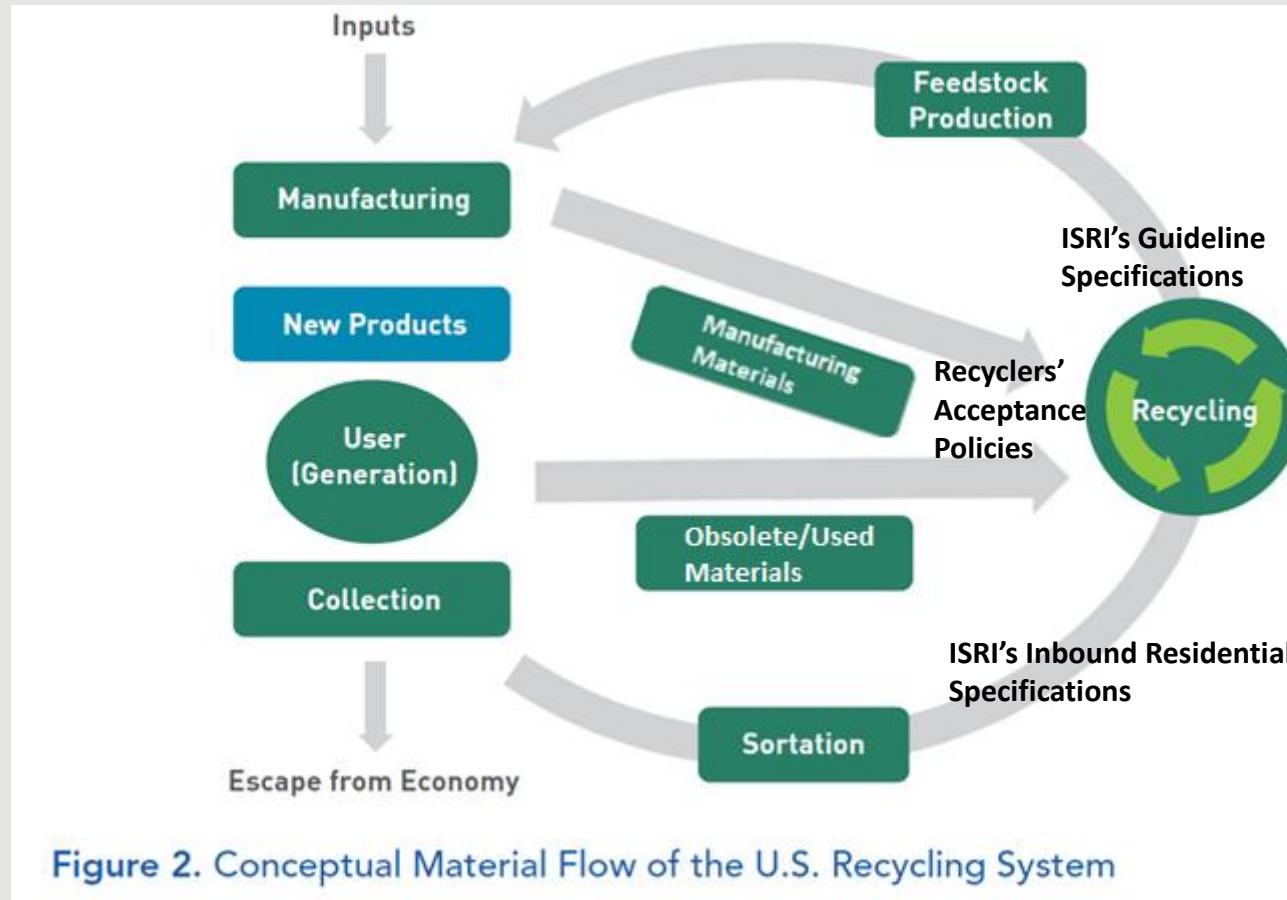 Inputs
Feedstock
Production
Manufacturing
ISRI's Guideline
Specifications
New Products
Manufacturing
Materials
Recyclers'
Acceptance
Policies
Recycling
User
(Generation)
Obsolete/Used
Materials
Collection
ISRI's Inbound Residential
Specifications
Sortation
Escape from Economy
Figure 2. Conceptual Material Flow of the U.S. Recycling System